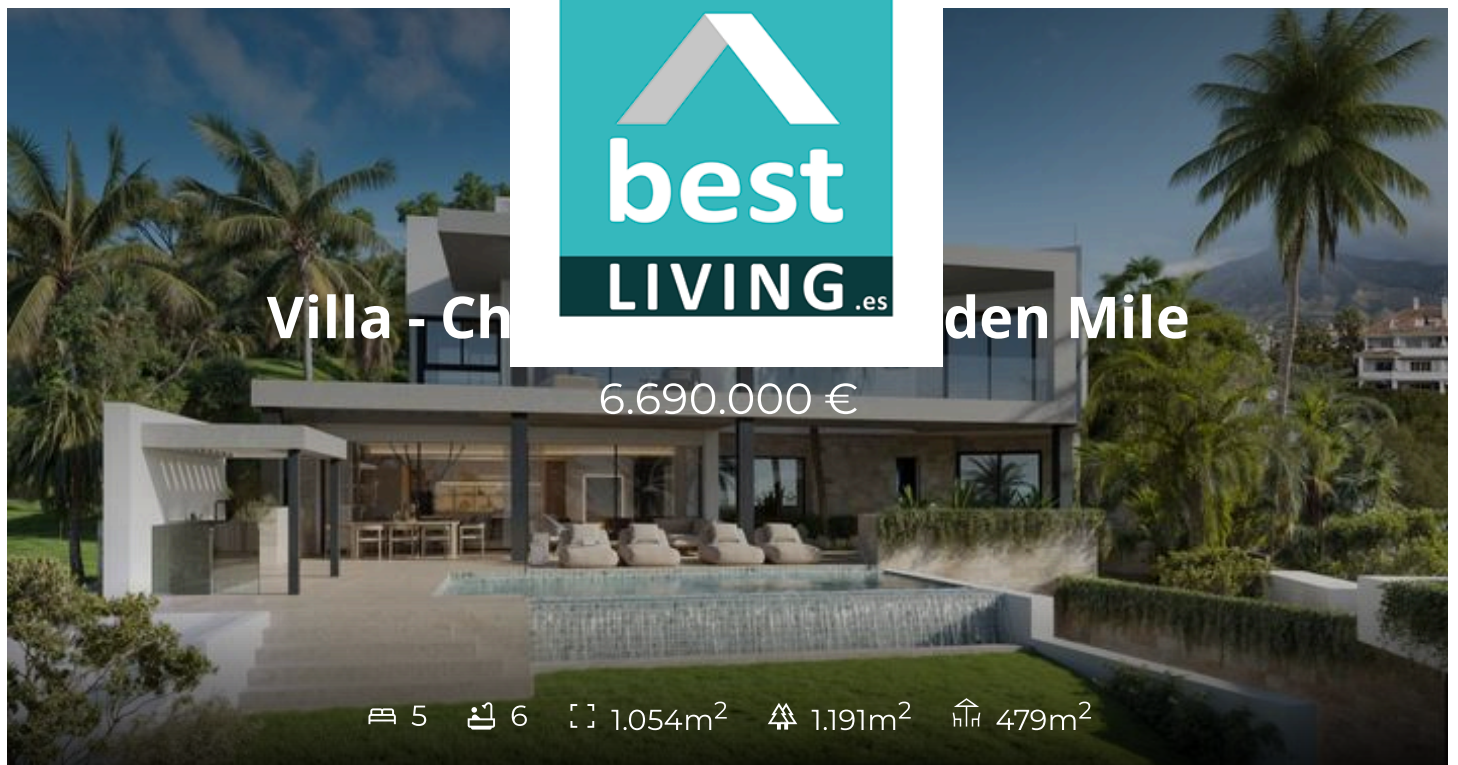 best
LIVING.es
Villa - Ch den Mile
6.690.000 €
5 6 1.054m² 1.191m² 479m²